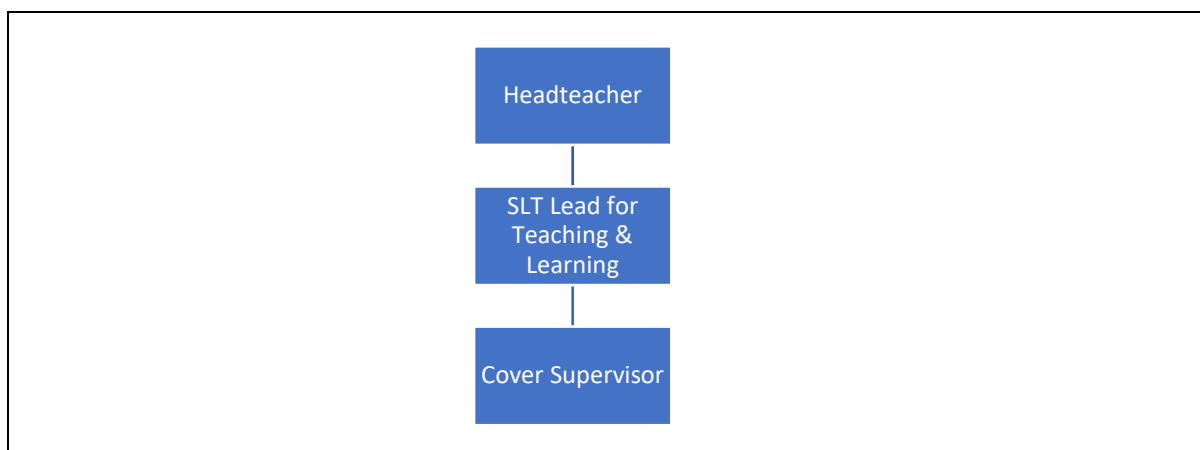 Headteacher
SLT Lead for
Teaching &
Learning
Cover Supervisor